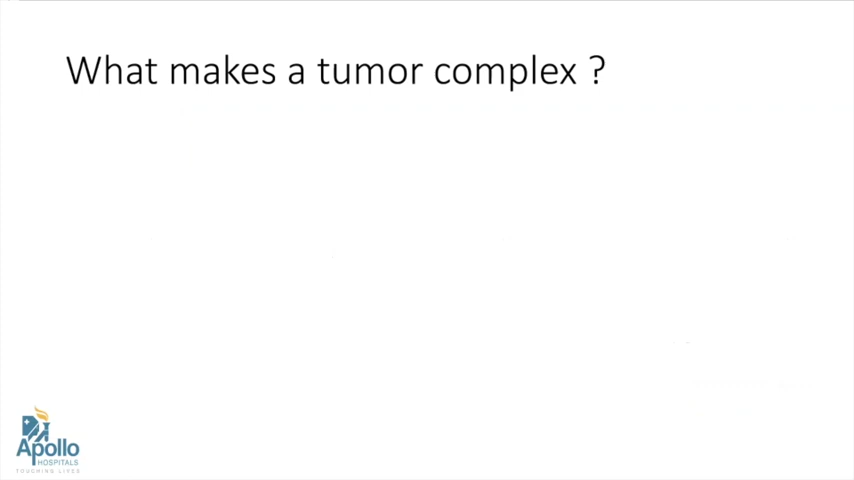 What makes a tumor complex ?
Apollo
HOSPITALS
TOUCHING LIVES